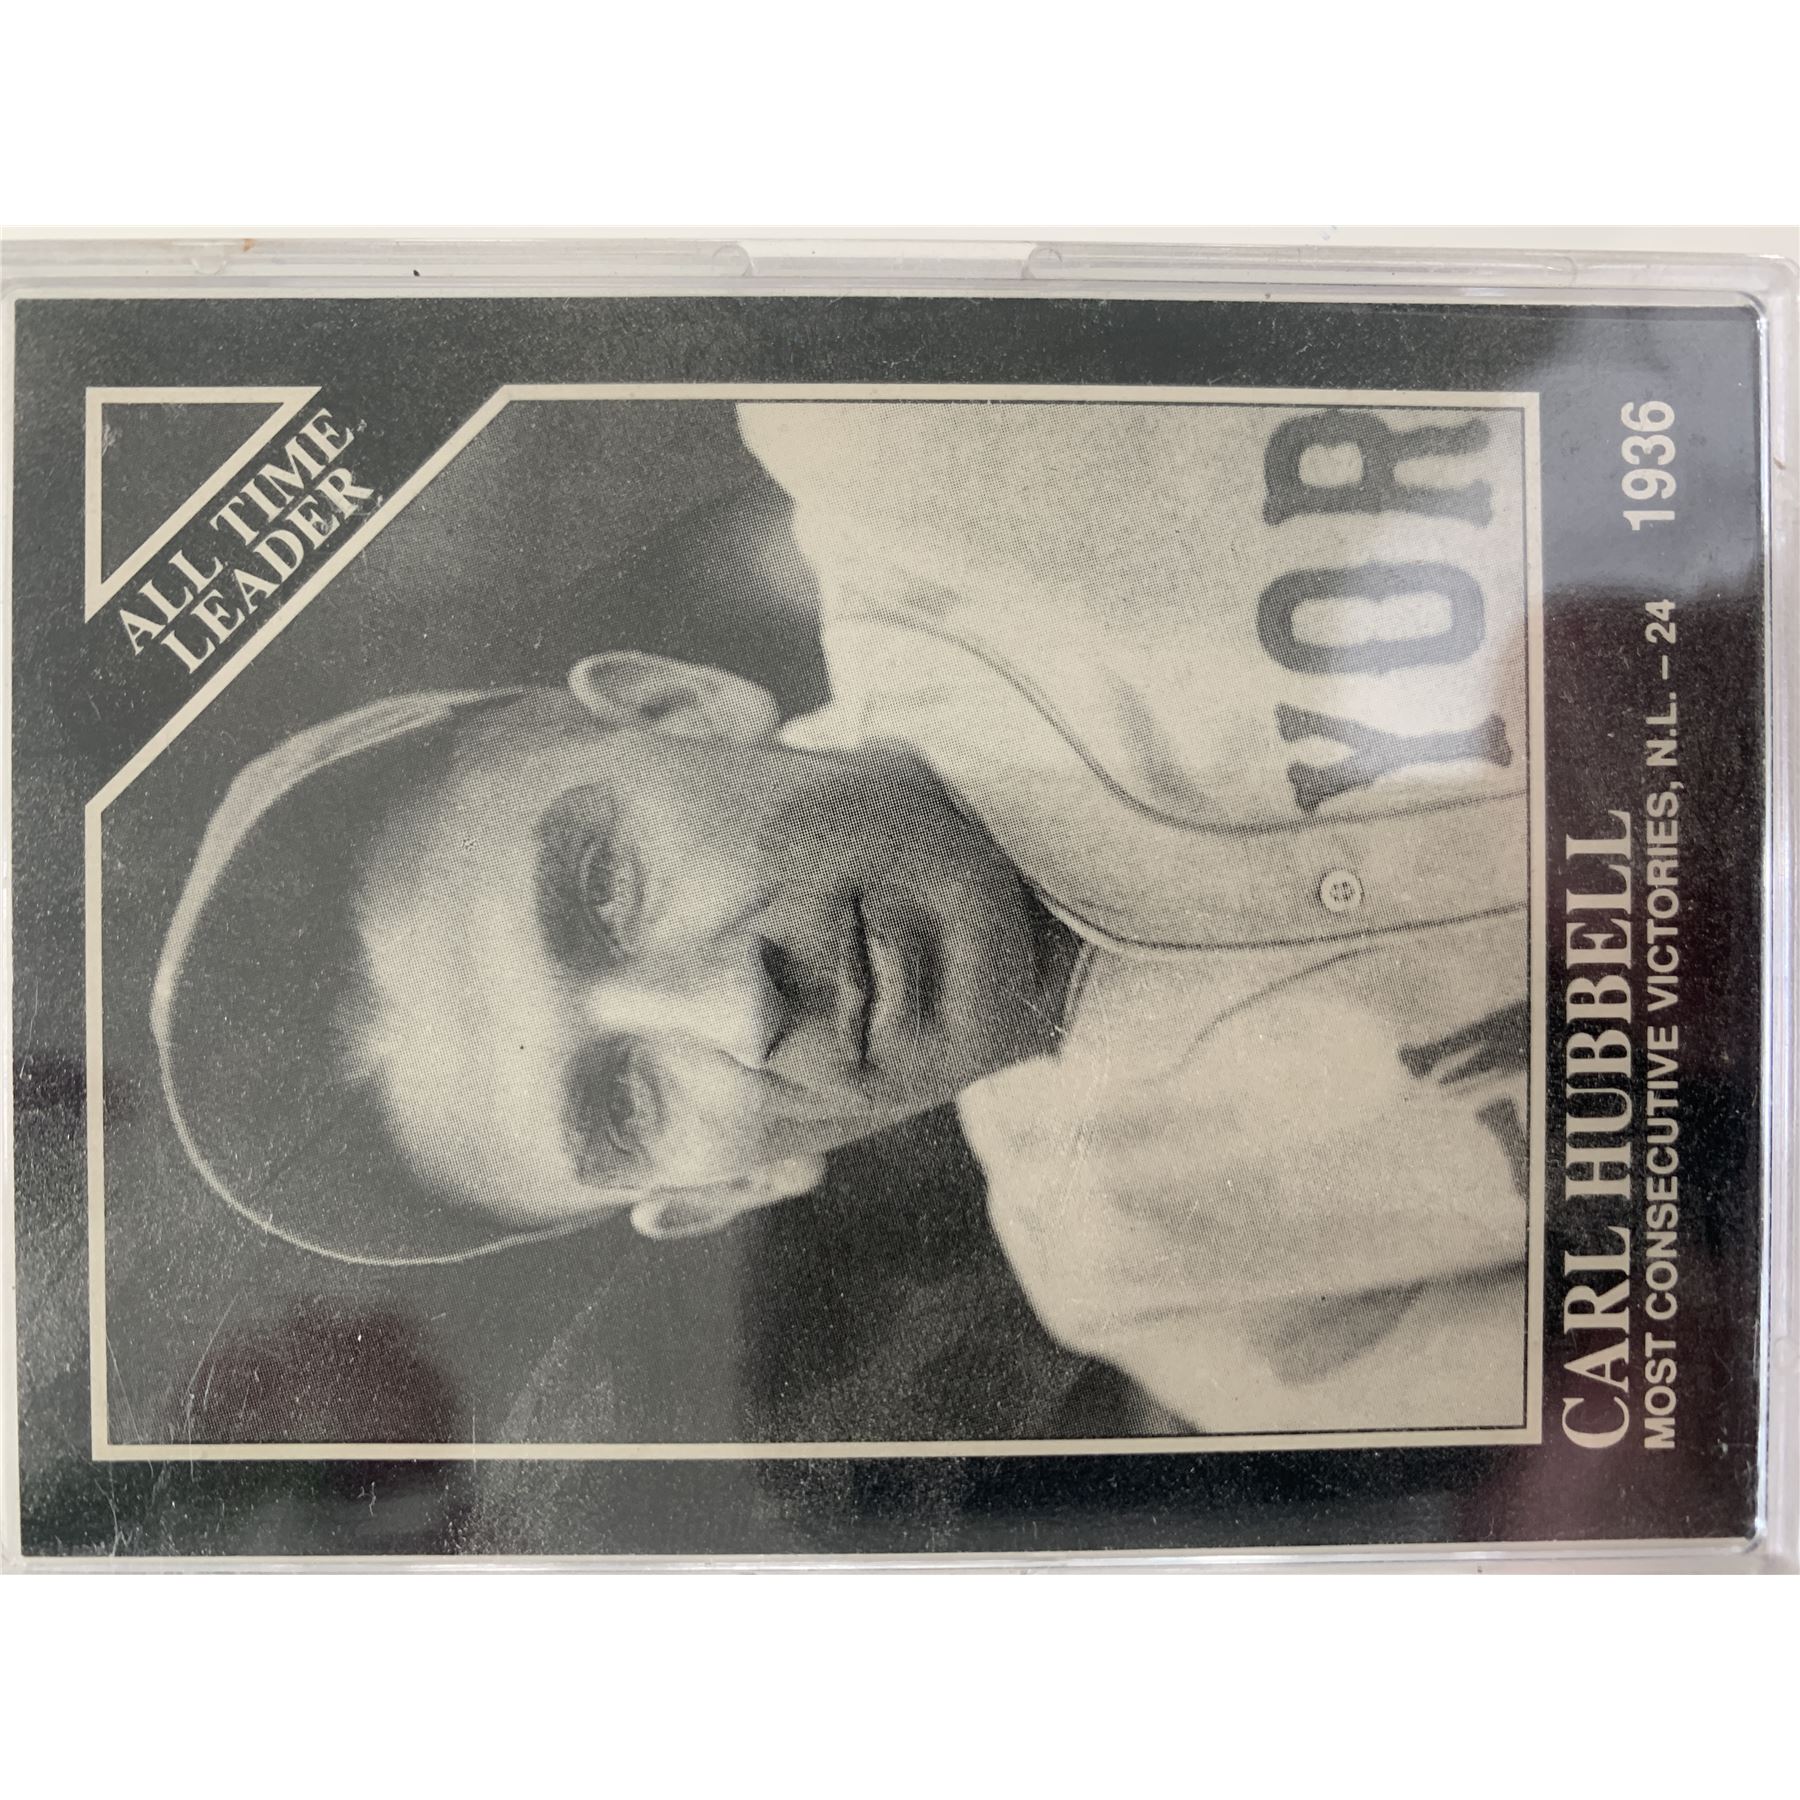 ALL TIME
LEADER
YOR
CARL HUBBELL
MOST CONSECUTIVE VICTORIES, N.L. – 24 1936